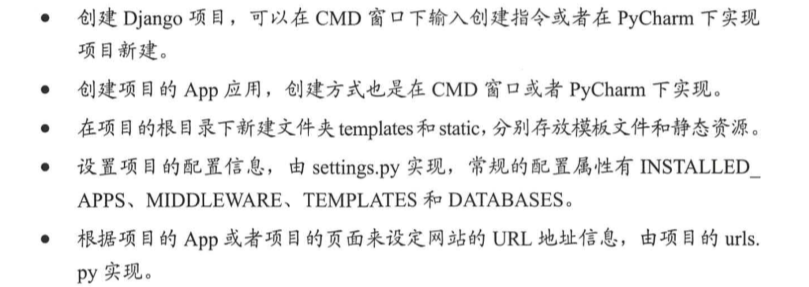 ● 创建 Django 项目，可以在 CMD 窗口下输入创建指令或者在 PyCharm 下实现
项目新建。
● 创建项目的 App 应用，创建方式也是在 CMD 窗口或者 PyCharm 下实现。
● 在项目的根目录下新建文件夹 templates 和 static，分别存放模板文件和静态资源。
● 设置项目的配置信息，由 settings.py 实现，常规的配置属性有 INSTALLED_
APPS、MIDDLEWARE、TEMPLATES 和 DATABASES。
● 根据项目的 App 或者项目的页面来设定网站的 URL 地址信息，由项目的 urls.
py 实现。